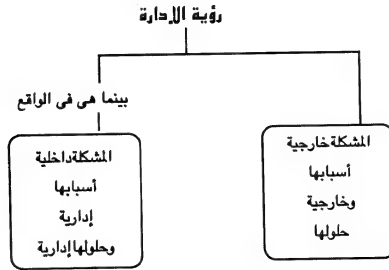 رؤية الإدارة
بينما هى فى الواقع
المشكلة خارجية
أسبابها
وخارجية
حلولها
المشكلة داخلية
أسبابها
إدارية
وحلولها إدارية